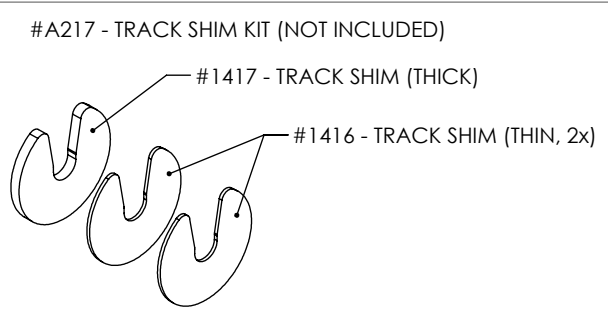 #A217 - TRACK SHIM KIT (NOT INCLUDED)
#1417 - TRACK SHIM (THICK)
#1416 - TRACK SHIM (THIN, 2x)